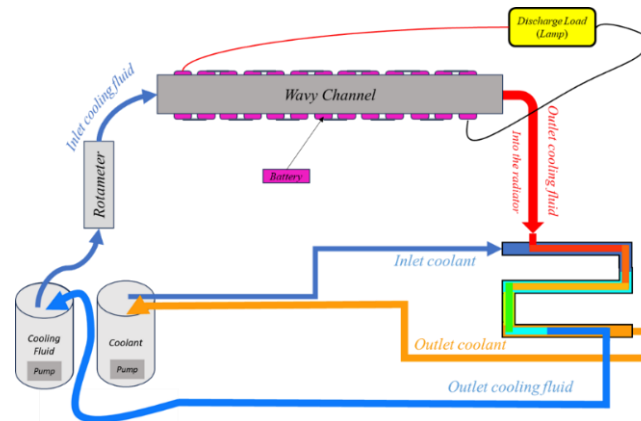 Discharge Load
(Lamp)
Inlet cooling fluid
Wavy Channel
Outlet cooling fluid
Into the radiator
Battery
Rotameter
Inlet coolant
Cooling
Fluid
Pump
Coolant
Pump
Outlet coolant
Outlet cooling fluid